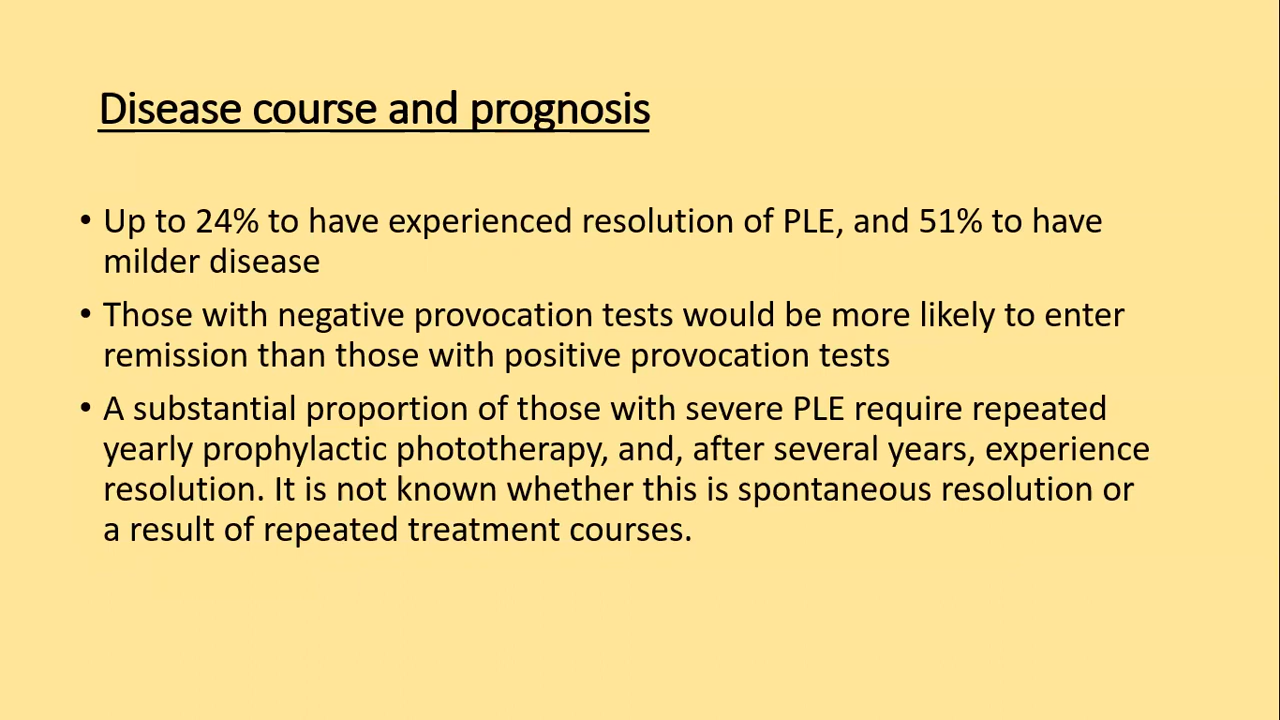 Disease course and prognosis
• Up to 24% to have experienced resolution of PLE, and 51% to have
milder disease
• Those with negative provocation tests would be more likely to enter
remission than those with positive provocation tests
• A substantial proportion of those with severe PLE require repeated
yearly prophylactic phototherapy, and, after several years, experience
resolution. It is not known whether this is spontaneous resolution or
a result of repeated treatment courses.